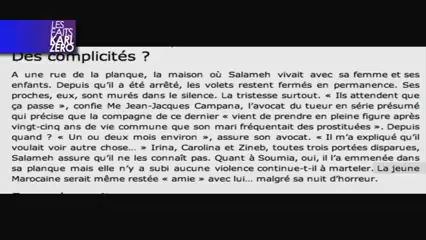 LES
FAITS
KARL
ZÉRO
Des complicités ?
A une rue de la planque, la maison où Salameh vivait avec sa femme et ses
enfants. Depuis qu'il a été arrêté, les volets restent fermés en permanence. Ses
proches, eux, sont murés dans le silence. La tristesse surtout. « Ils attendent que
ça passe », confie Me Jean-Jacques Campana, l'avocat du tueur en série présumé
qui précise que la compagne de ce dernier « vient de prendre en pleine figure après
vingt-cinq ans de vie commune que son mari fréquentait des prostituées ». Depuis
quand ? « Un ou deux mois environ », assure son avocat. « Il m'a expliqué qu'il
voulait voir autre chose… » Irina, Carolina et Zineb, toutes trois portées disparues,
Salameh assure qu'il ne les connaît pas. Quant à Soumia, oui, il l'a emmenée dans
sa planque mais elle n'y a subi aucune violence continue-t-il à marteler. La jeune
Marocaine serait même restée « amie » avec lui... malgré sa nuit d'horreur.